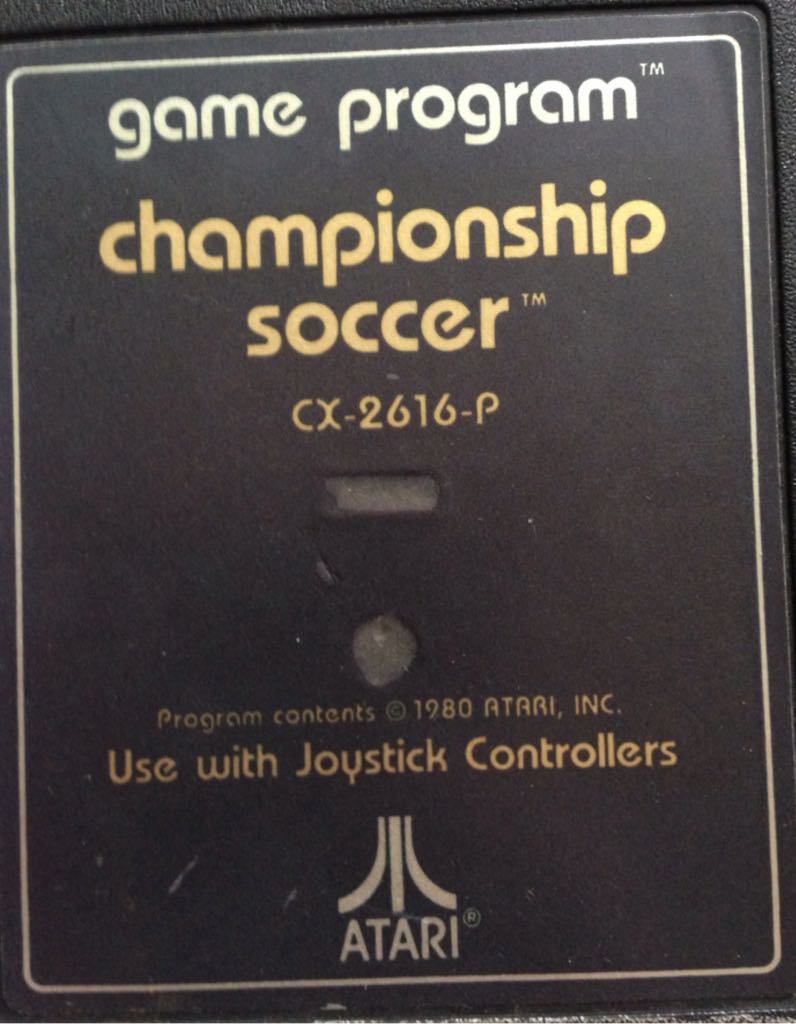 game program™
championship
soccer™
CX-2616-P
Program contents © 1980 ATARI, INC.
Use with Joystick Controllers
ATARI®